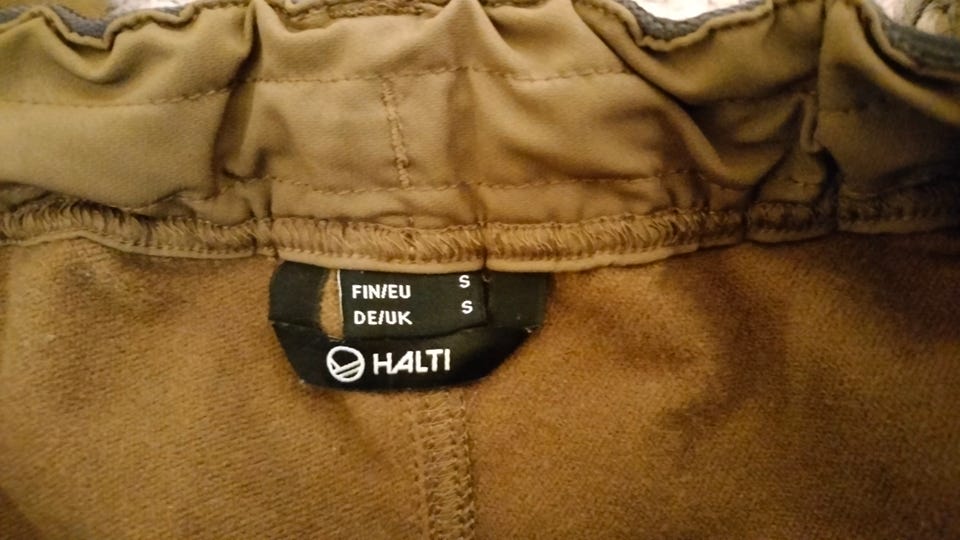 FIN/EU S
DE/UK S
HALTI